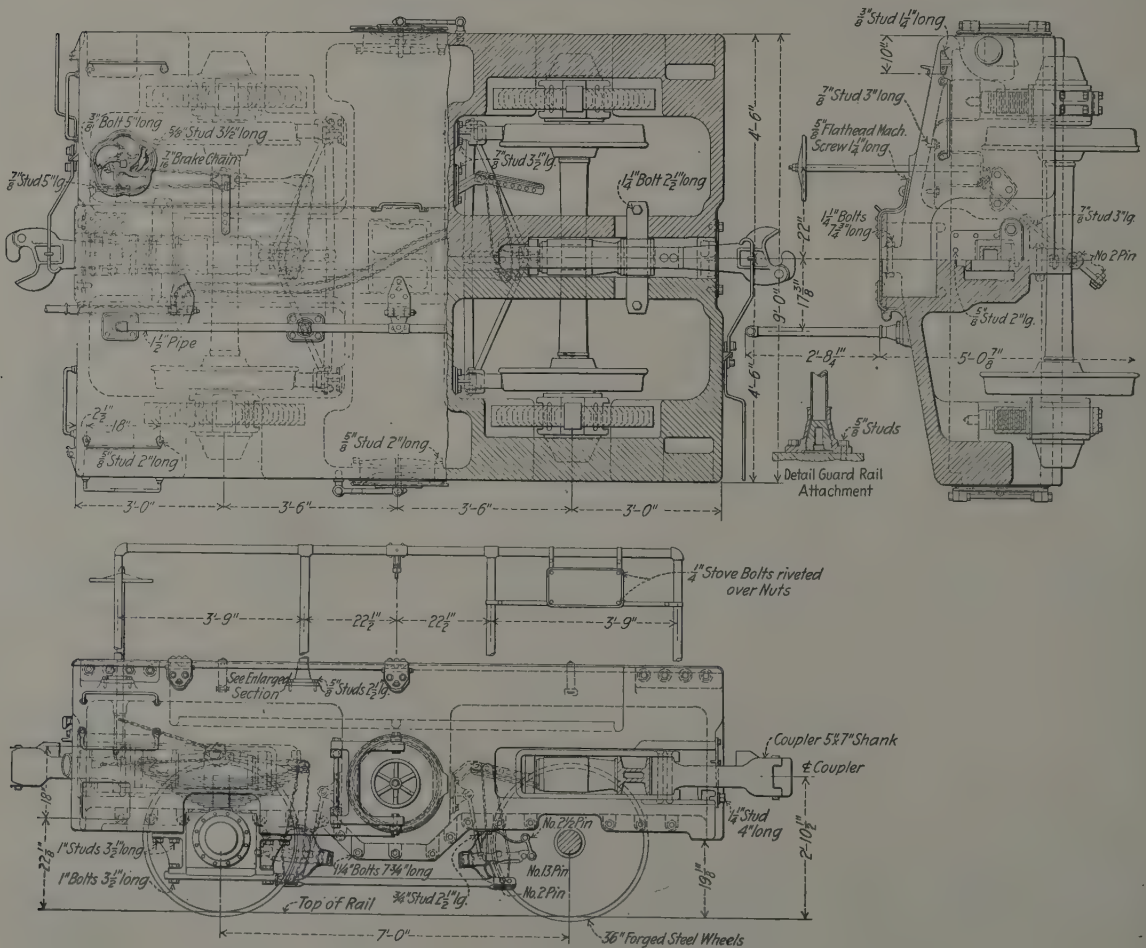 3/8" Bolt 5" long
5/8" Stud 3 1/2" long
7/16" Brake Chain
7/8" Stud 5" lg.
1 1/2" Pipe
2 1/2"
18"
5/8" Stud 2" long
5/8" Stud 2" long
3'-0"
3'-6"
3'-6"
3'-0"
7/8" Stud 3 1/2" lg.
1 1/4" Bolt 2 1/2" long
4'-6"
9'-0"
4'-6"
22"
17 3/8"
2'-8 1/4"
5'-0 7/8"
3/8" Stud 1 1/4" long
10"
7/8" Stud 3" long
5/8" Flathead Mach.
Screw 1 1/4" long
1 1/4" Bolts
7 3/4" long
7/8" Stud 3" lg.
No 2 Pin
5/8" Stud 2" lg.
5/8" Studs
Detail Guard Rail
Attachment
1/4" Stove Bolts riveted
over Nuts
3'-9"
22 1/2"
22 1/2"
3'-9"
See Enlarged
Section
5/8" Studs 2 1/2" lg.
Coupler 5"x7" Shank
℄ Coupler
1 1/4" Stud
4" long
2'-10 1/2"
19 1/8"
18"
22 1/8"
1" Studs 3 1/2" long
1" Bolts 3 1/2" long
1 1/4" Bolts 7 3/4" long
3/4" Stud 2 1/2" lg.
No. 2 1/2 Pin
No. 13 Pin
No. 2 Pin
Top of Rail
7'-0"
36" Forged Steel Wheels